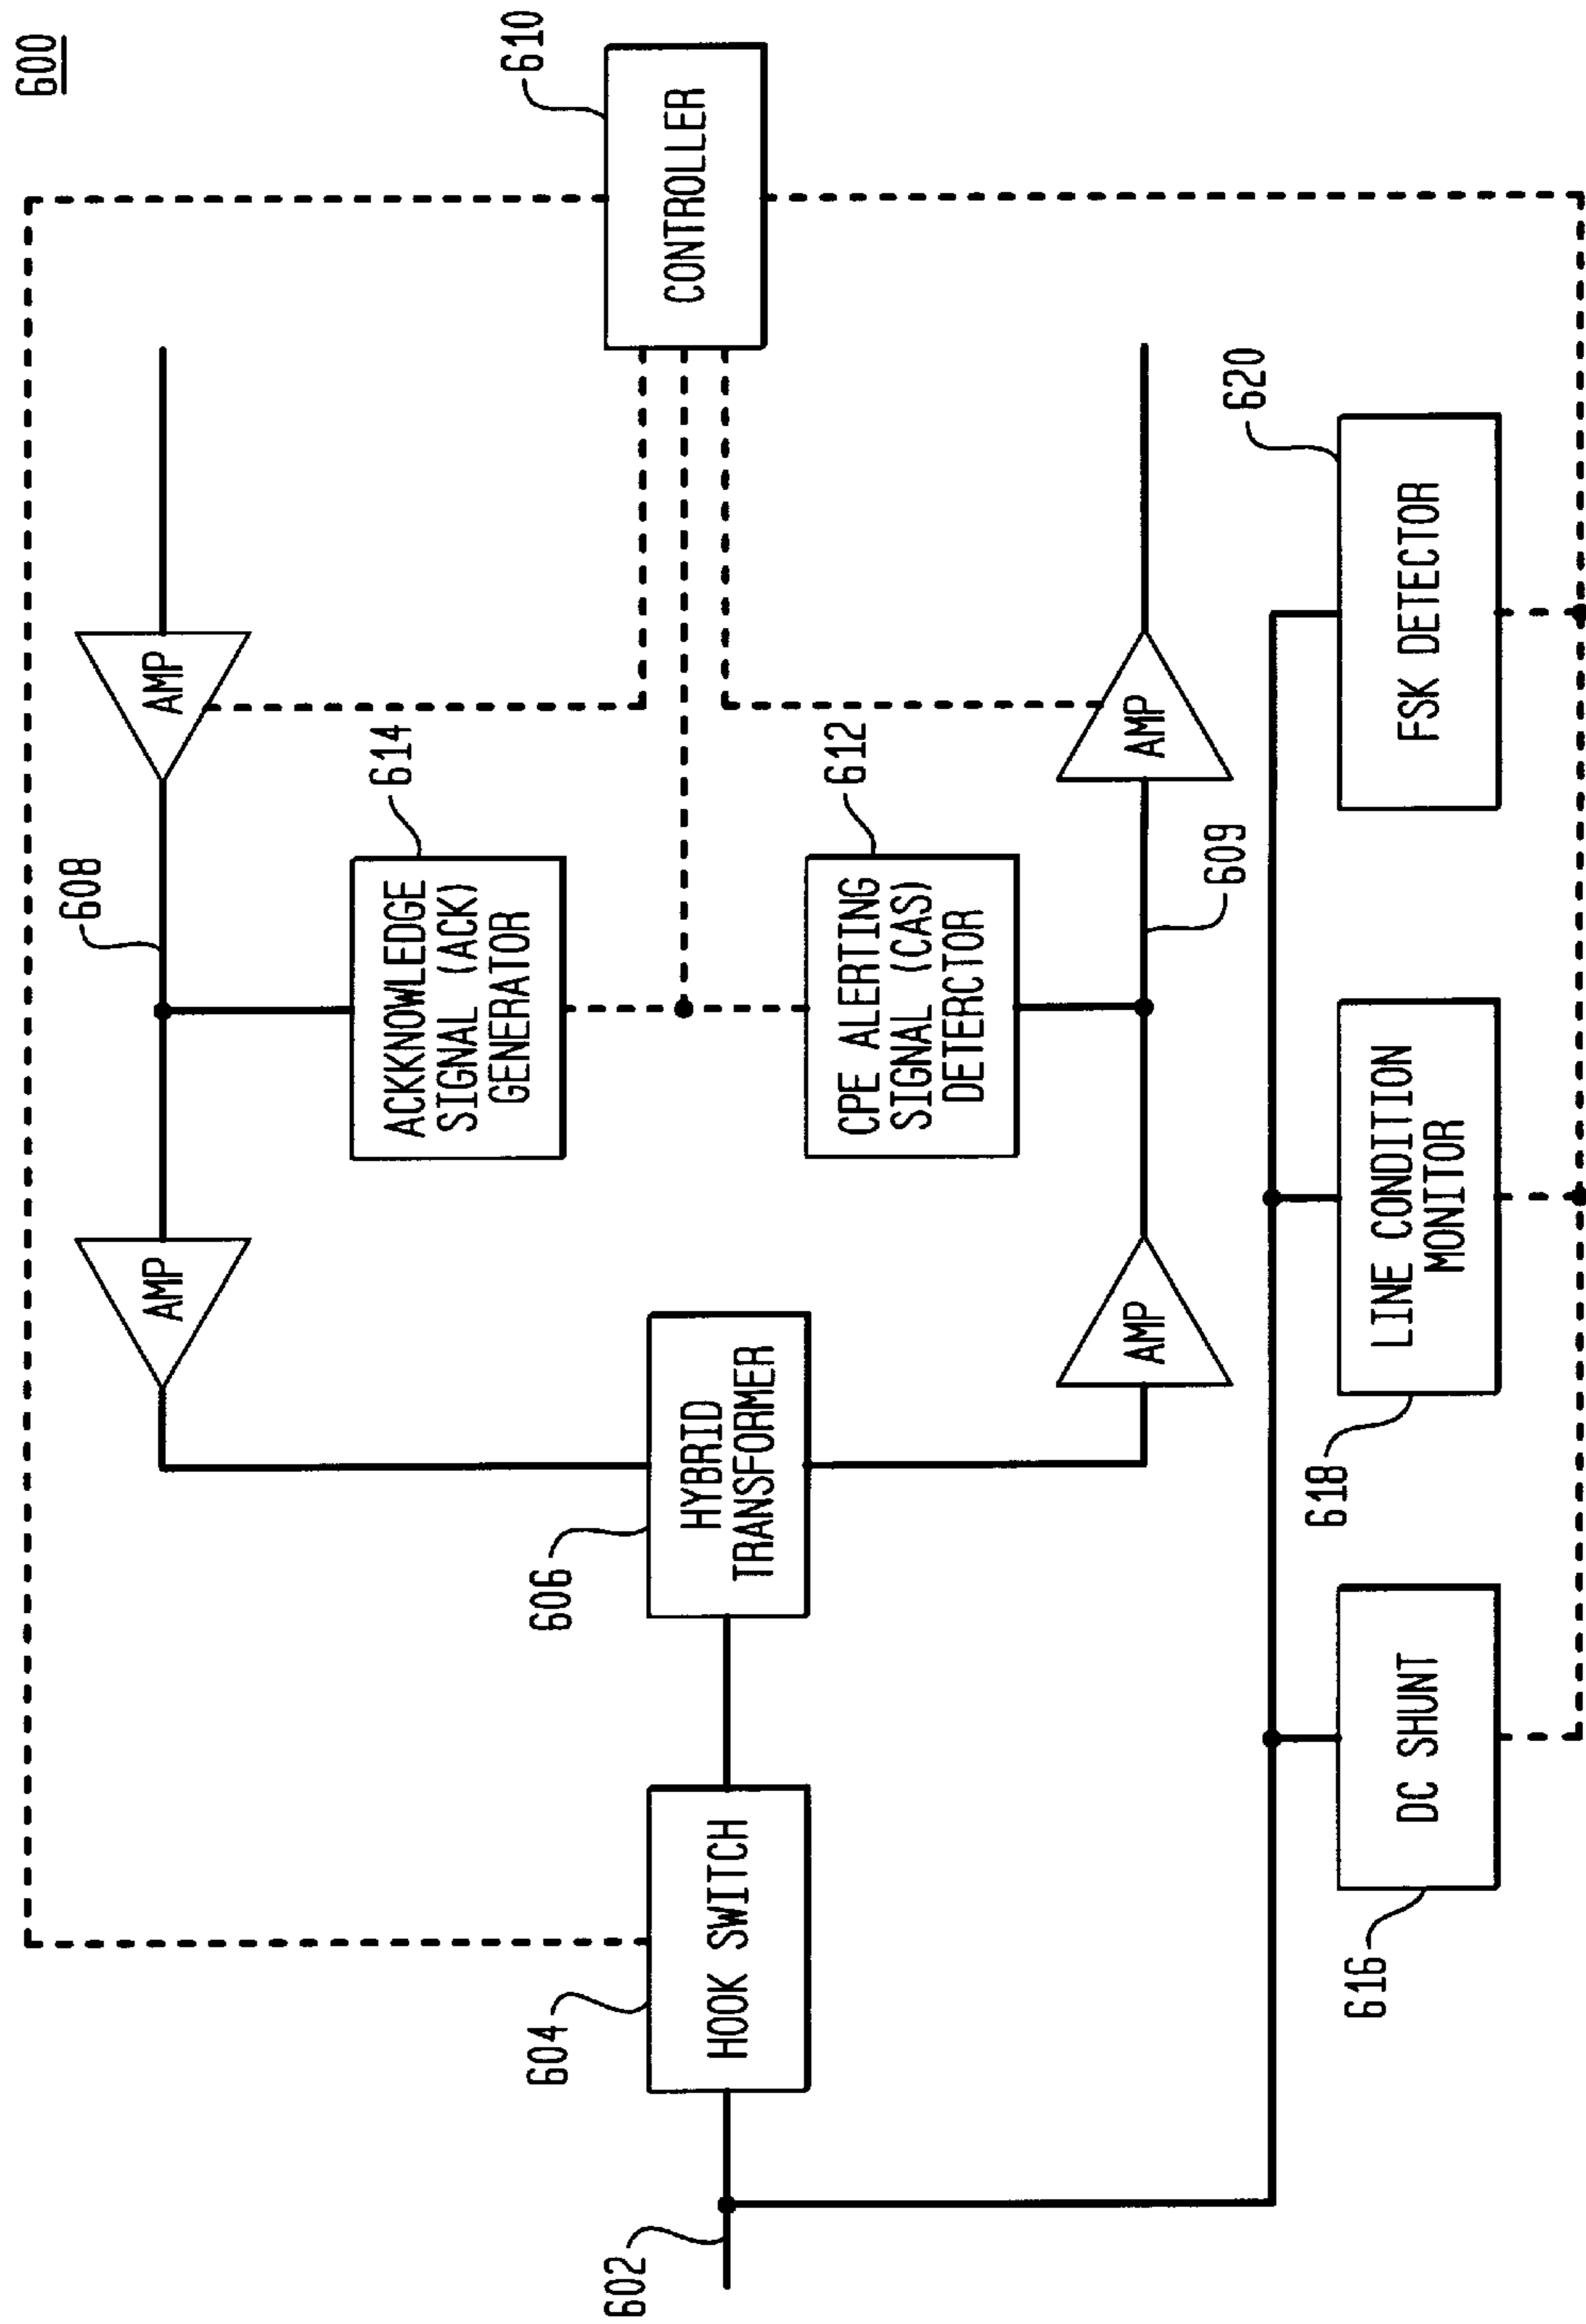 600
608
AMP
AMP
614
ACKKNOWLEDGE
SIGNAL (ACK)
GENERATOR
610
CONTROLLER
604
HOOK SWITCH
606
HYBRID
TRANSFORMER
602
612
CPE ALERTING
SIGNAL (CAS)
DETERCTOR
AMP
AMP
609
616
DC SHUNT
618
LINE CONDITION
MONITOR
620
FSK DETECTOR